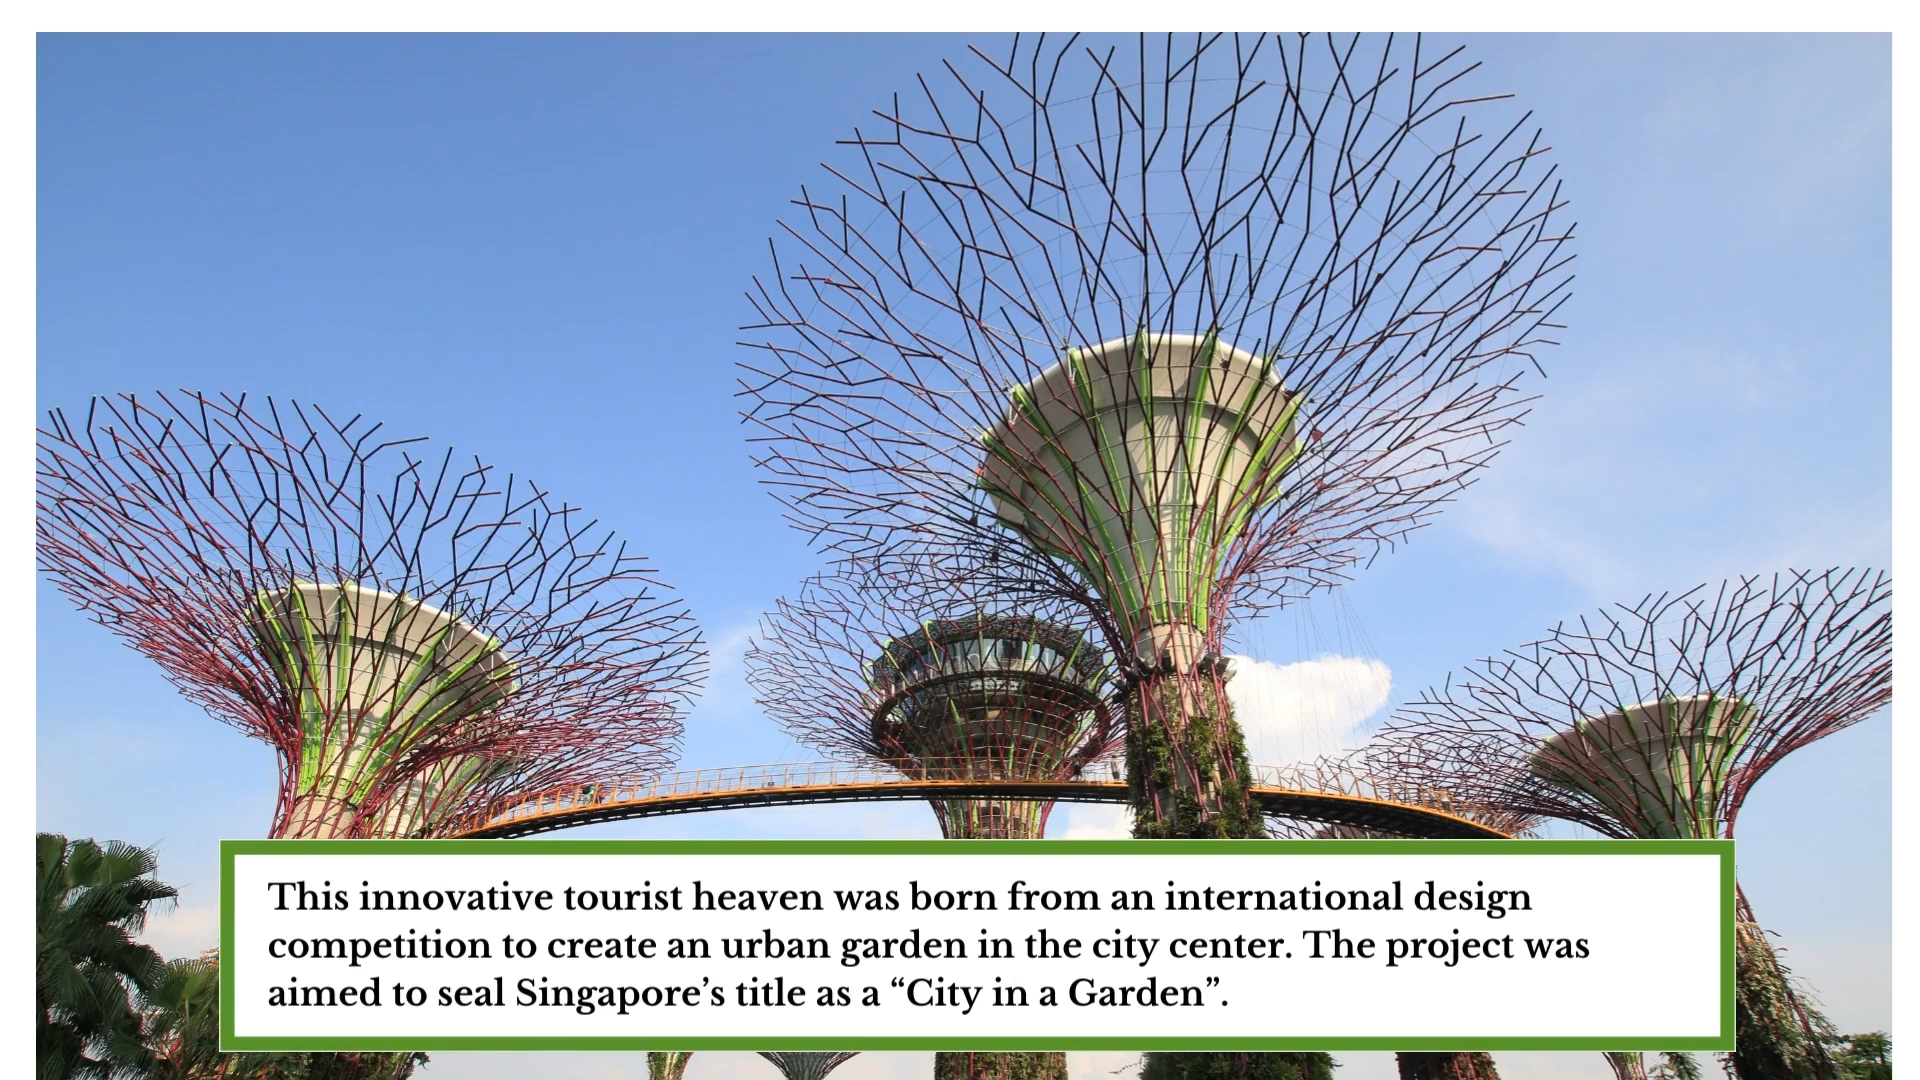 This innovative tourist heaven was born from an international design
competition to create an urban garden in the city center. The project was
aimed to seal Singapore’s title as a “City in a Garden”.